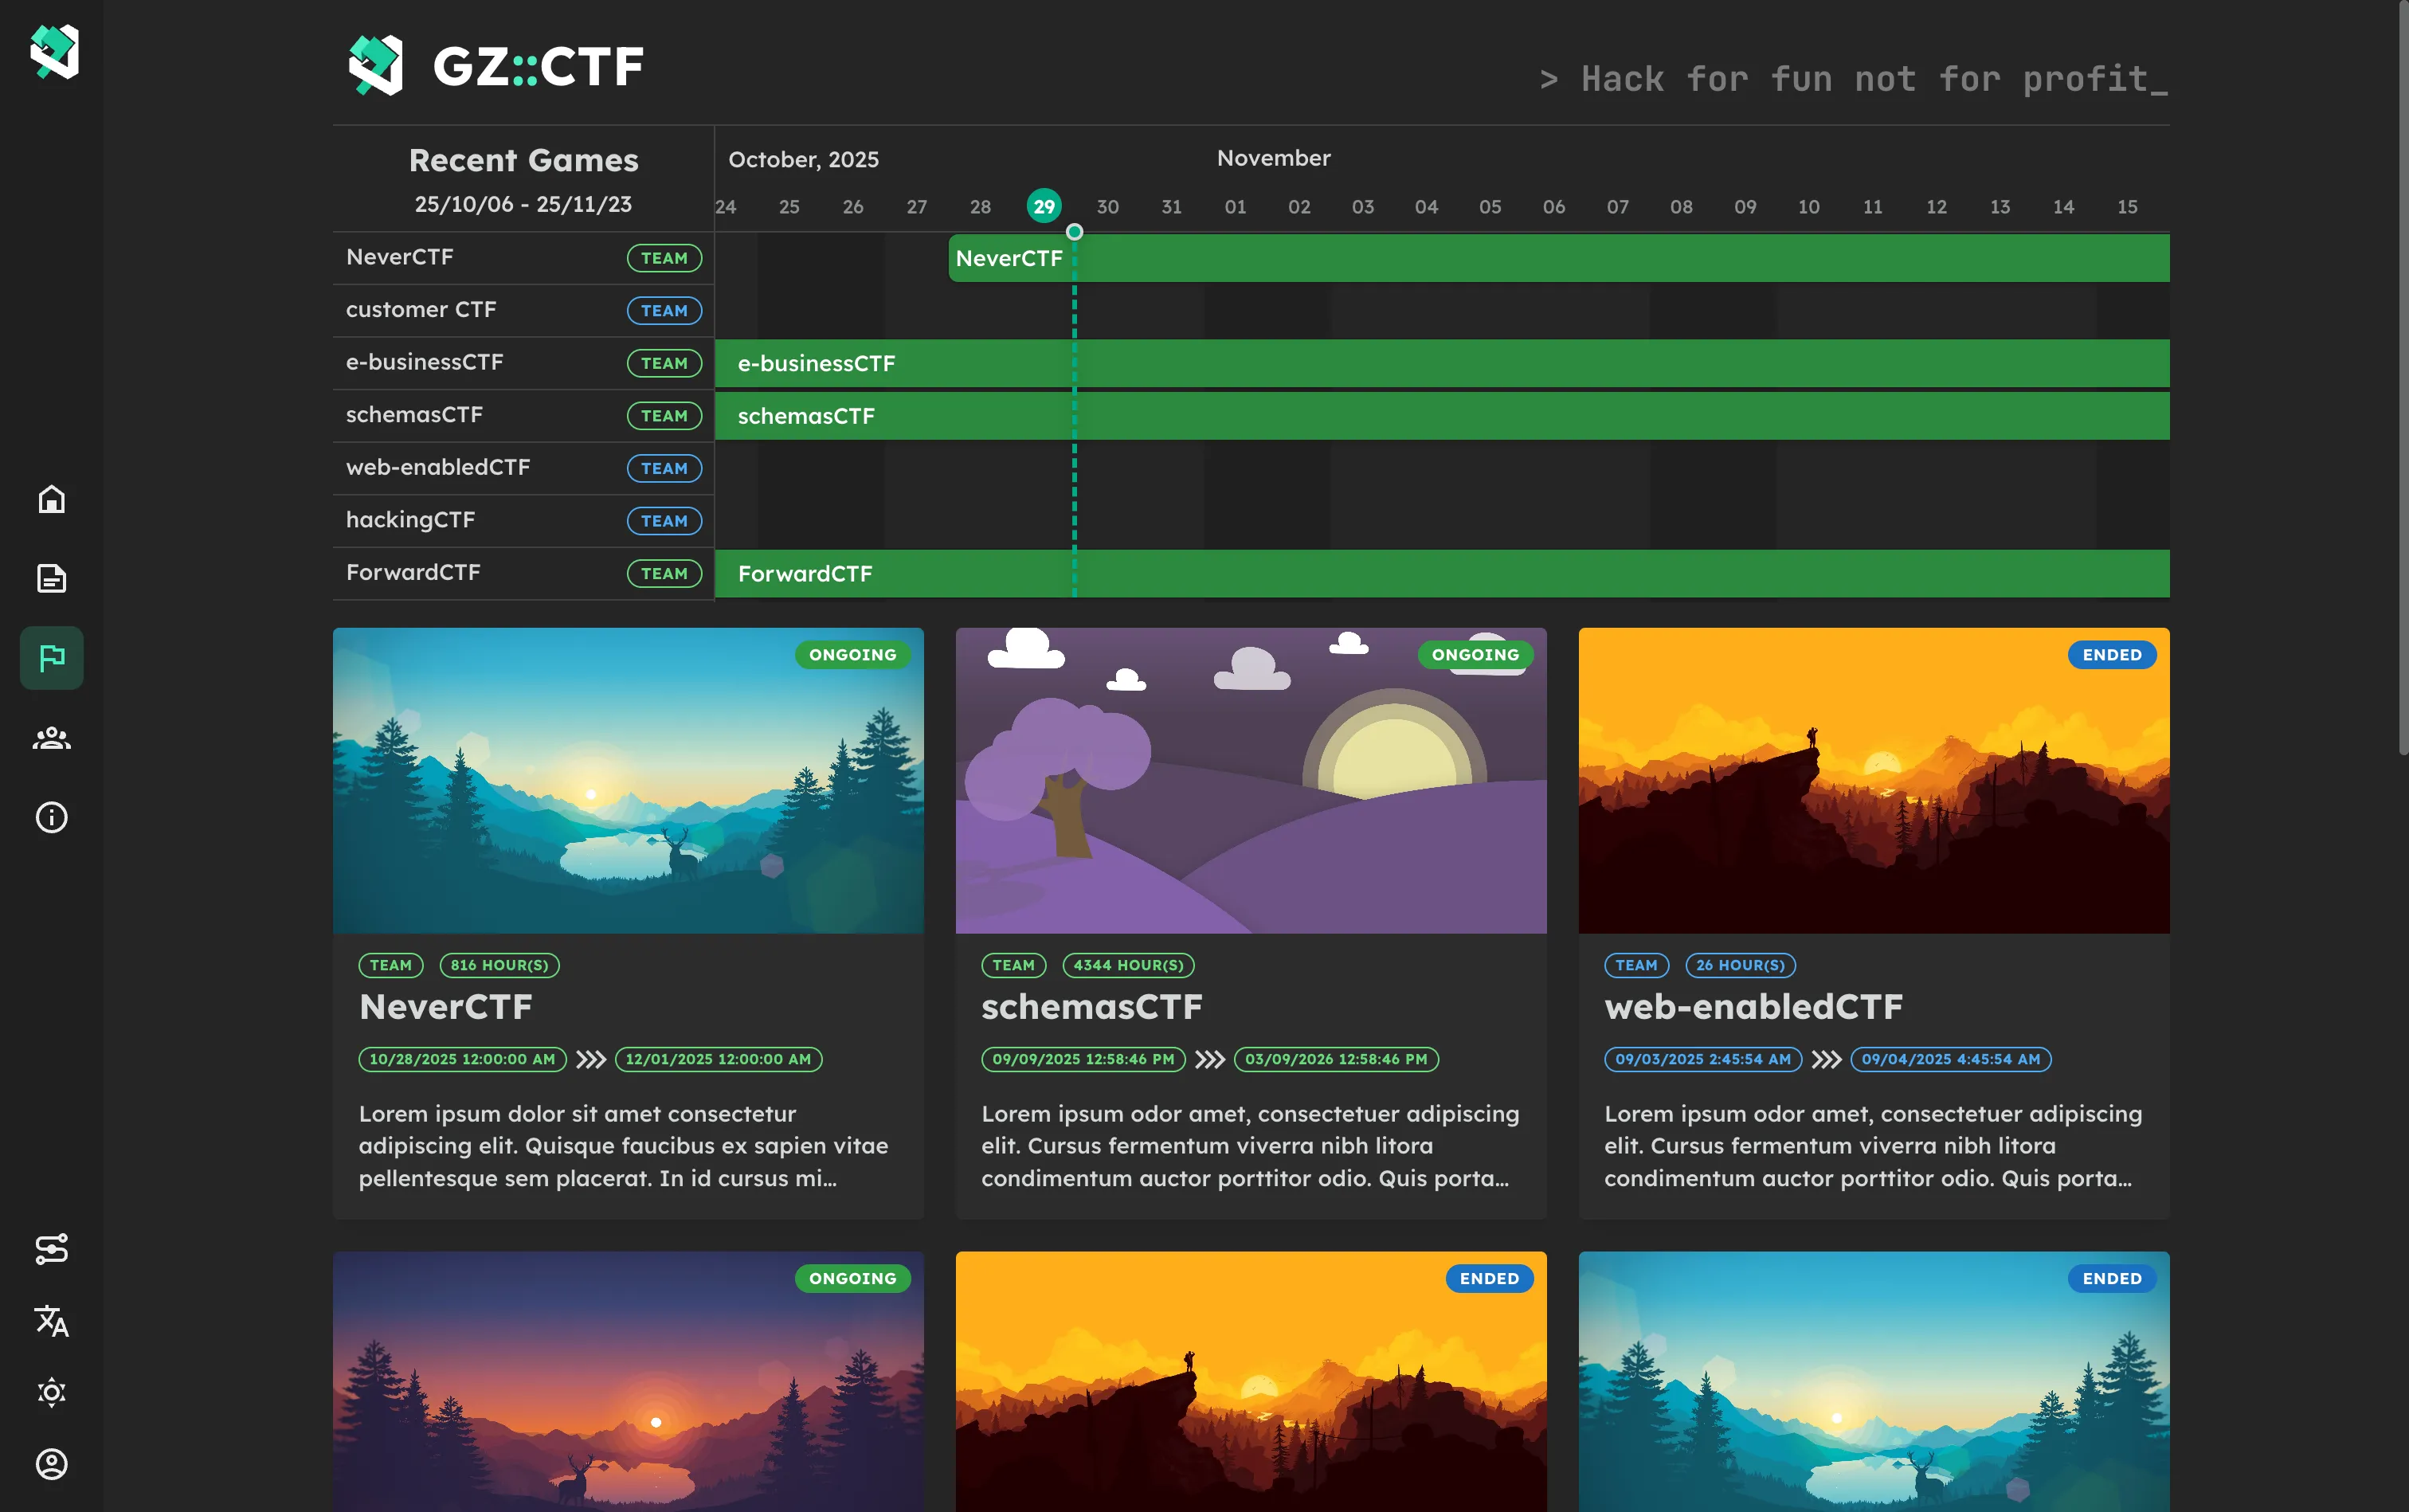 GZ::CTF
> Hack for fun not for profit_
Recent Games
25/10/06 - 25/11/23
October, 2025
November
24 25 26 27 28 29 30 31 01 02 03 04 05 06 07 08 09 10 11 12 13 14 15
NeverCTF TEAM NeverCTF
customer CTF TEAM
e-businessCTF TEAM e-businessCTF
schemasCTF TEAM schemasCTF
web-enabledCTF TEAM
hackingCTF TEAM
ForwardCTF TEAM ForwardCTF
ONGOING
TEAM 816 HOUR(S)
NeverCTF
10/28/2025 12:00:00 AM 12/01/2025 12:00:00 AM
Lorem ipsum dolor sit amet consectetur
adipiscing elit. Quisque faucibus ex sapien vitae
pellentesque sem placerat. In id cursus mi...
ONGOING
TEAM 4344 HOUR(S)
schemasCTF
09/09/2025 12:58:46 PM 03/09/2026 12:58:46 PM
Lorem ipsum odor amet, consectetuer adipiscing
elit. Cursus fermentum viverra nibh litora
condimentum auctor porttitor odio. Quis porta...
ENDED
TEAM 26 HOUR(S)
web-enabledCTF
09/03/2025 2:45:54 AM 09/04/2025 4:45:54 AM
Lorem ipsum odor amet, consectetuer adipiscing
elit. Cursus fermentum viverra nibh litora
condimentum auctor porttitor odio. Quis porta...
ONGOING
ENDED
ENDED